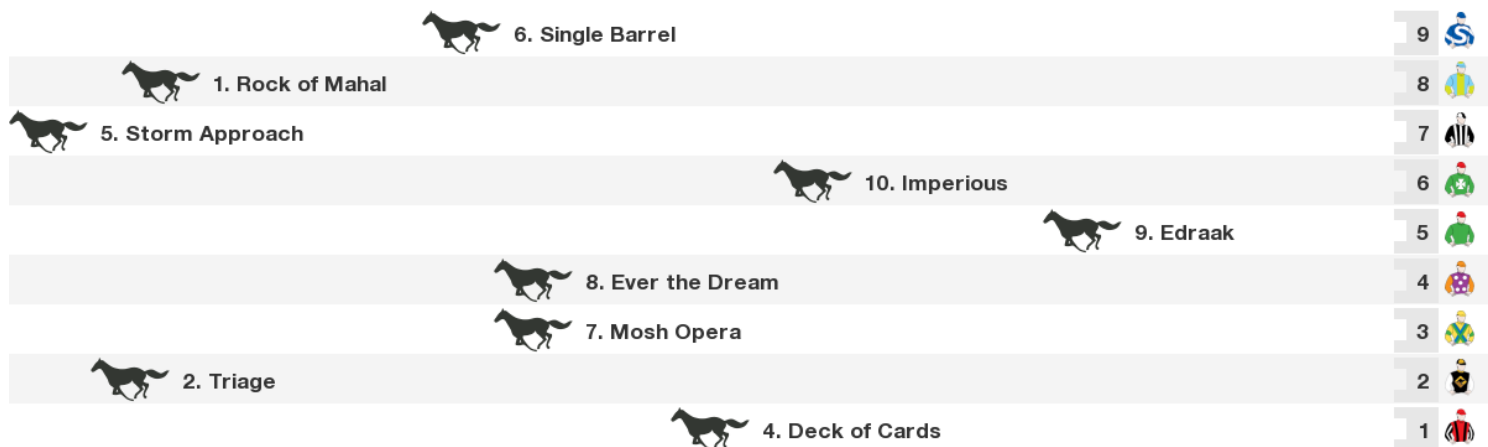 6. Single Barrel 9
1. Rock of Mahal 8
5. Storm Approach 7
10. Imperious 6
9. Edraak 5
8. Ever the Dream 4
7. Mosh Opera 3
2. Triage 2
4. Deck of Cards 1